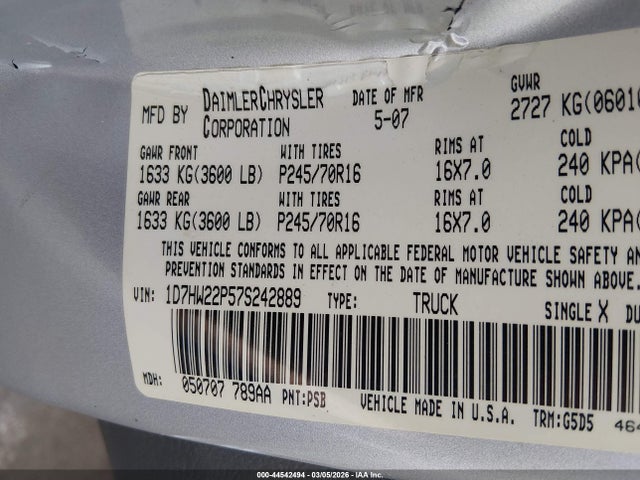 MFD BY DAIMLERCHRYSLER CORPORATION DATE OF MFR 5-07 GVWR 2727 KG(0601
GAWR FRONT WITH TIRES RIMS AT COLD
1633 KG(3600 LB) P245/70R16 16X7.0 240 KPA(
GAWR REAR WITH TIRES RIMS AT COLD
1633 KG(3600 LB) P245/70R16 16X7.0 240 KPA(
THIS VEHICLE CONFORMS TO ALL APPLICABLE FEDERAL MOTOR VEHICLE SAFETY AN
PREVENTION STANDARDS IN EFFECT ON THE DATE OF MANUFACTURE SHOWN ABOVE.
VIN: 1D7HW22P57S242889 TYPE: TRUCK SINGLE X DU
MDH: 050707 789AA PNT:PSB VEHICLE MADE IN U.S.A. TRM:G5D5 464
000-44542494 - 03/05/2026 - IAA, Inc.